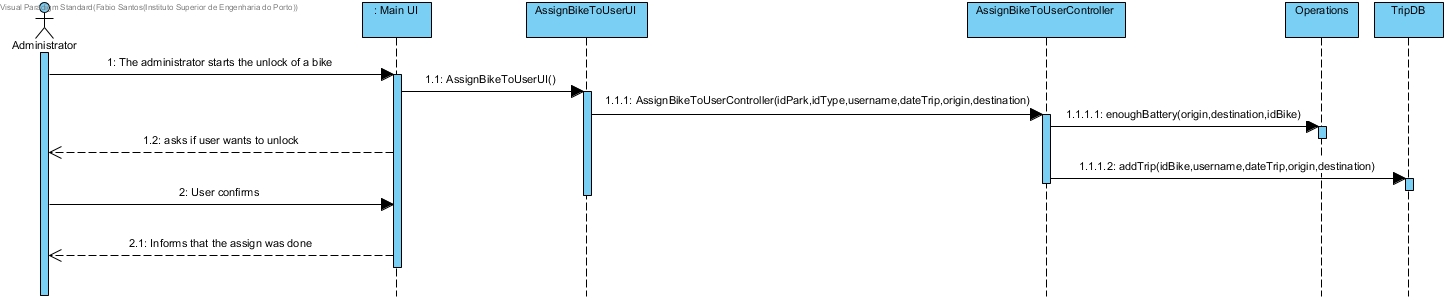 Visual Paradigm Standard(Fabio Santos(Instituto Superior de Engenharia do Porto))
Administrator
: Main UI
AssignBikeToUserUI
AssignBikeToUserController
Operations
TripDB
1: The administrator starts the unlock of a bike
1.1: AssignBikeToUserUI()
1.1.1: AssignBikeToUserController(idPark,idType,username,dateTrip,origin,destination)
1.1.1.1: enoughBattery(origin,destination,idBike)
1.2: asks if user wants to unlock
1.1.1.2: addTrip(idBike,username,dateTrip,origin,destination)
2: User confirms
2.1: Informs that the assign was done